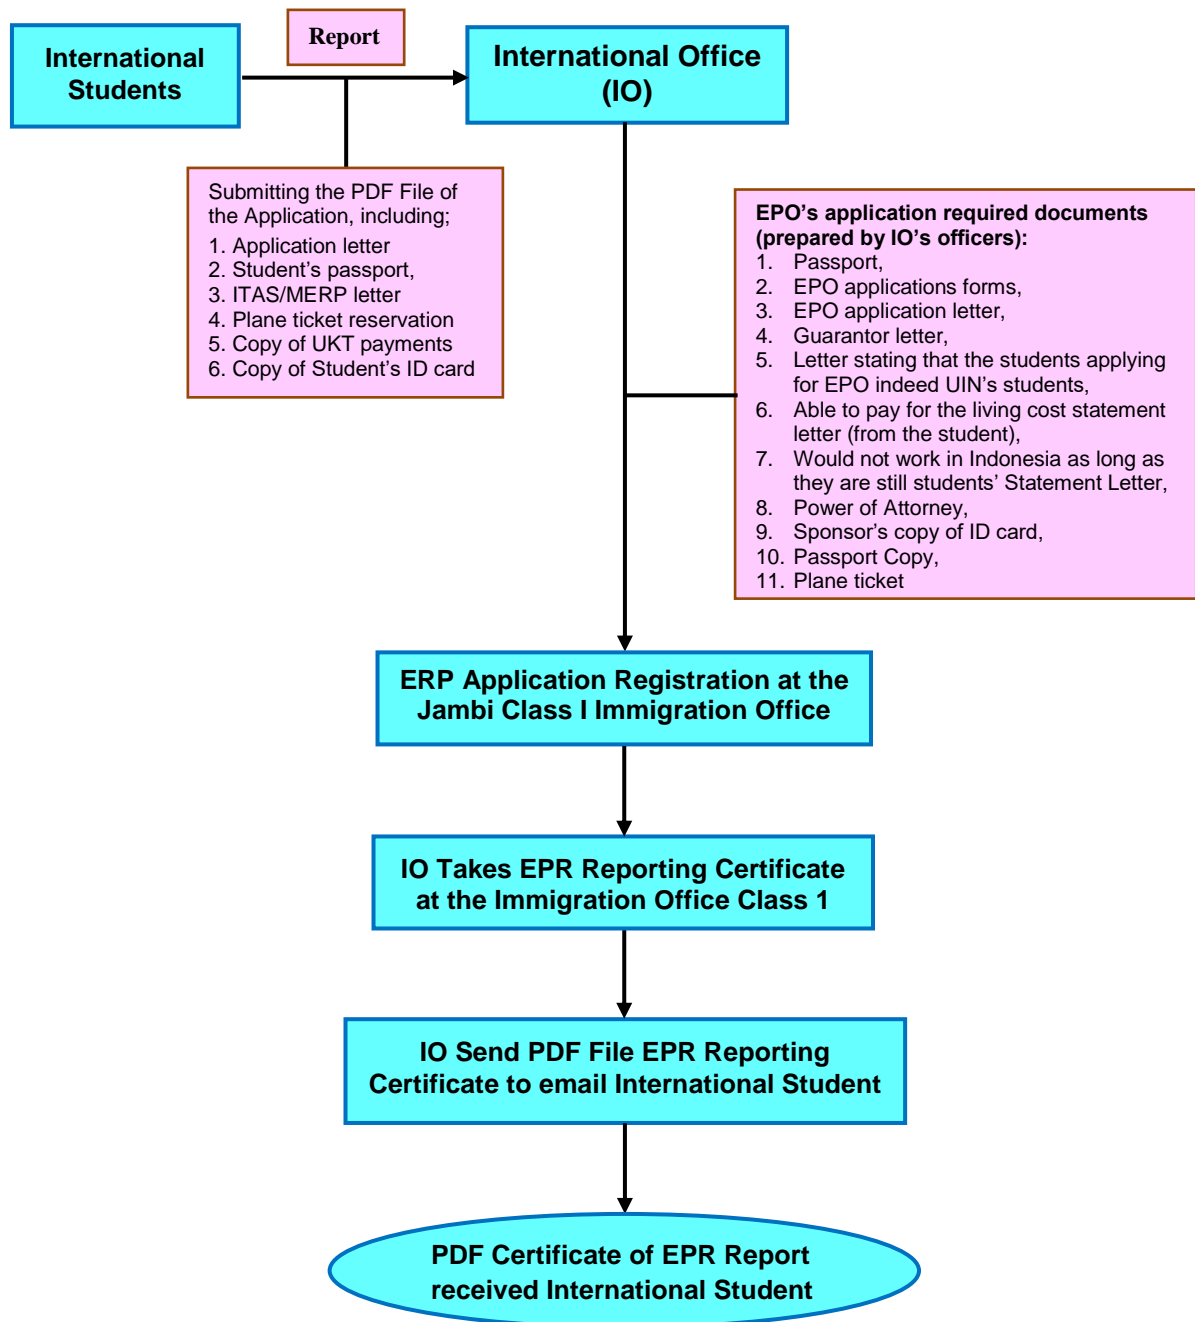 International
Students
Report
International Office
(IO)
Submitting the PDF File of
the Application, including;
1. Application letter
2. Student's passport,
3. ITAS/MERP letter
4. Plane ticket reservation
5. Copy of UKT payments
6. Copy of Student's ID card
EPO's application required documents
(prepared by IO's officers):
1. Passport,
2. EPO applications forms,
3. EPO application letter,
4. Guarantor letter,
5. Letter stating that the students applying
for EPO indeed UIN's students,
6. Able to pay for the living cost statement
letter (from the student),
7. Would not work in Indonesia as long as
they are still students' Statement Letter,
8. Power of Attorney,
9. Sponsor's copy of ID card,
10. Passport Copy,
11. Plane ticket
ERP Application Registration at the
Jambi Class I Immigration Office
IO Takes EPR Reporting Certificate
at the Immigration Office Class 1
IO Send PDF File EPR Reporting
Certificate to email International Student
PDF Certificate of EPR Report
received International Student